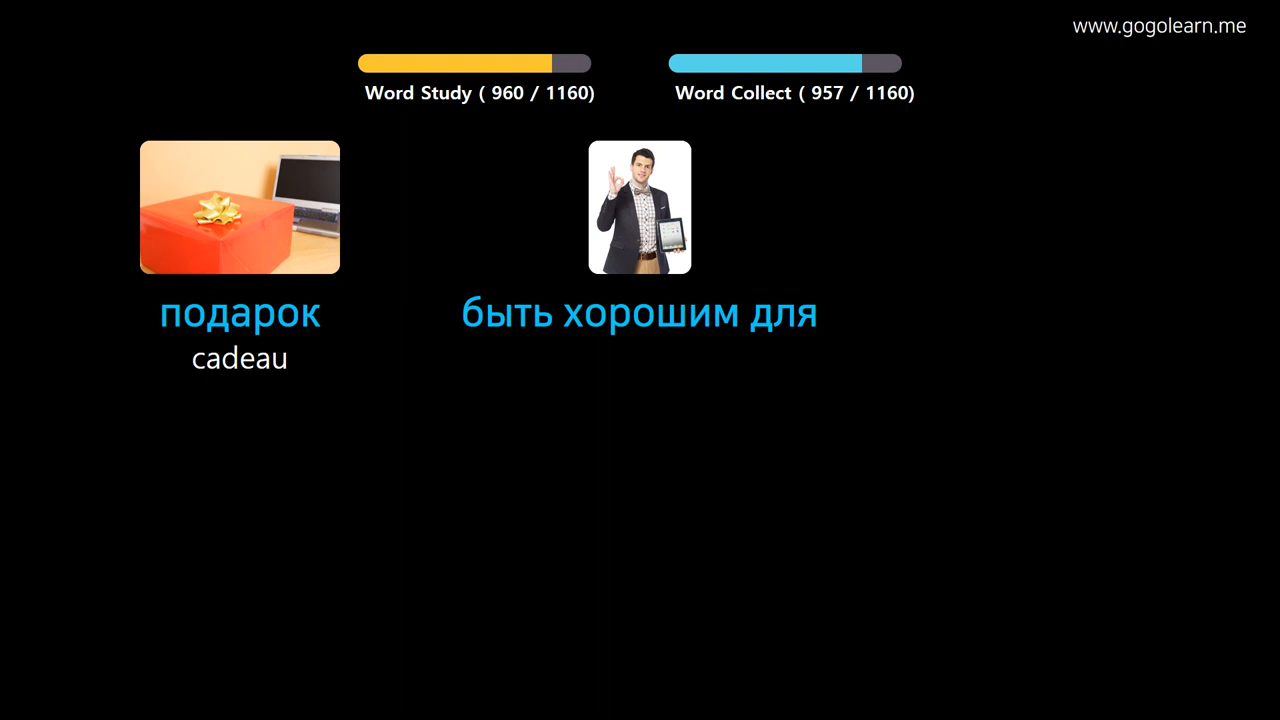 www.gogolearn.me
Word Study ( 960 / 1160)
Word Collect ( 957 / 1160)
подарок
cadeau
быть хорошим для